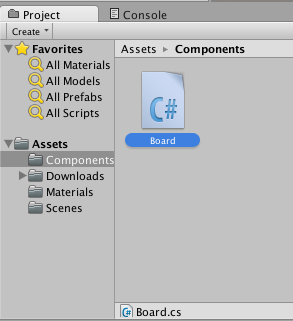 Project
Console
Create
Favorites
All Materials
All Models
All Prefabs
All Scripts
Assets
Components
Downloads
Materials
Scenes
Assets ▸ Components
C#
Board
C# Board.cs